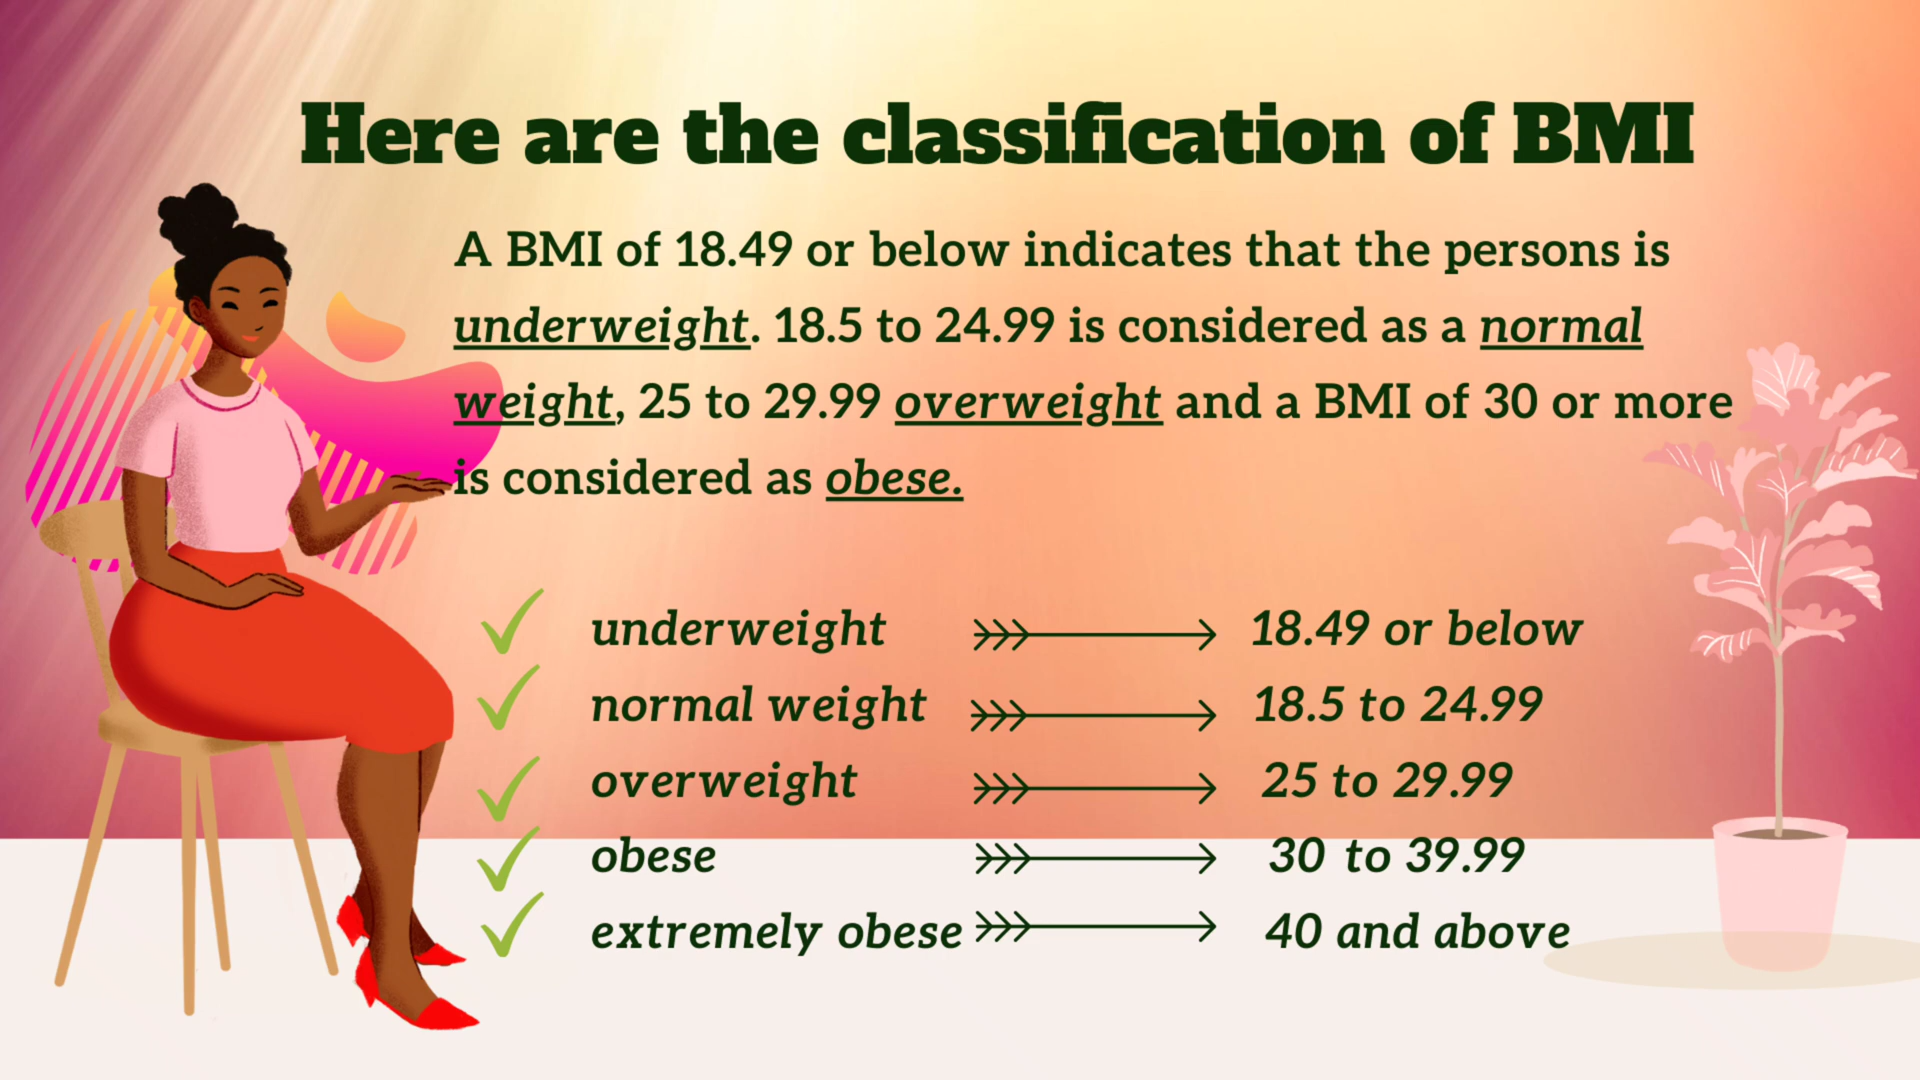 Here are the classification of BMI
A BMI of 18.49 or below indicates that the persons is
underweight. 18.5 to 24.99 is considered as a normal
weight, 25 to 29.99 overweight and a BMI of 30 or more
is considered as obese.
underweight 18.49 or below
normal weight 18.5 to 24.99
overweight 25 to 29.99
obese 30 to 39.99
extremely obese 40 and above